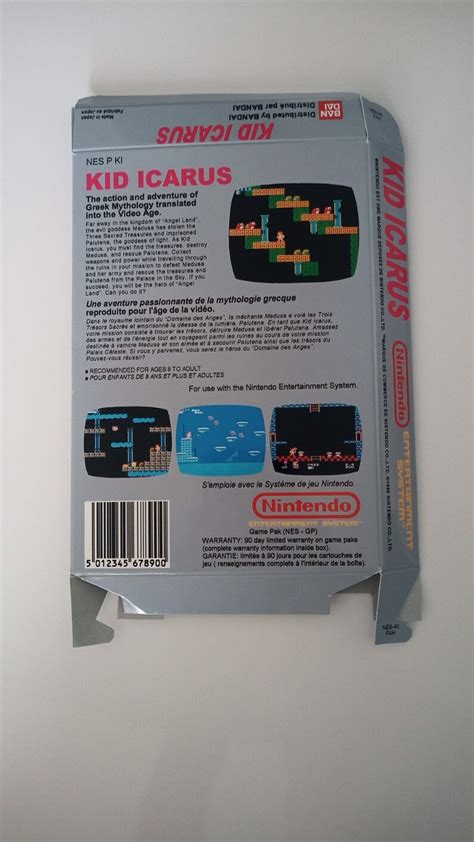 Made in Japan
Fabriqué au Japon
Distributed by BANDAI
Distribué par BANDAI
BAN
DAI
KID ICARUS
NES P KI
KID ICARUS
The action and adventure of
Greek Mythology translated
into the Video Age.
Far away in the kingdom of "Angel Land",
the evil goddess Medusa has stolen the
Three Sacred Treasures and imprisoned
Palutena, the goddess of light. As Kid
Icarus, you must find the treasures, destroy
Medusa, and rescue Palutena. Collect
weapons and power while travelling through
the ruins in your mission to defeat Medusa
and her army and rescue the treasures and
Palutena from the Palace in the Sky. If you
succeed, you will be the hero of "Angel
Land". Can you do it?
Une aventure passionnante de la mythologie grecque
reproduite pour l'âge de la vidéo.
Dans le royaume lointain du "Domaine des Anges", la méchante Medusa a volé les Trois
Trésors Sacrés et emprisonné la déesse de la lumière, Palutena. En tant que Kid Icarus,
votre mission consiste à trouver les trésors, détruire Medusa et libérer Palutena. Amassez
des armes et de l'énergie tout en voyageant parmi les ruines au cours de votre mission
destinée à vaincre Medusa et son armée et à secourir Palutena ainsi que les trésors du
Palais Céleste. Si vous y parvenez, vous serez le héros du "Domaine des Anges".
Pouvez-vous réussir?
• RECOMMENDED FOR AGES 8 TO ADULT
• POUR ENFANTS DE 8 ANS ET PLUS ET ADULTES
For use with the Nintendo Entertainment System.
S'emploie avec le Système de jeu Nintendo.
Nintendo
ENTERTAINMENT SYSTEM
Game Pak (NES - GP)
WARRANTY: 90 day limited warranty on game paks
(complete warranty information inside box).
GARANTIE: limitée à 90 jours pour les cartouches de
jeu ( renseignements complets à l'intérieur de la boîte).
5 012345 678900
KID ICARUS
Nintendo
ENTERTAINMENT
SYSTEM
NES-KI
FAH